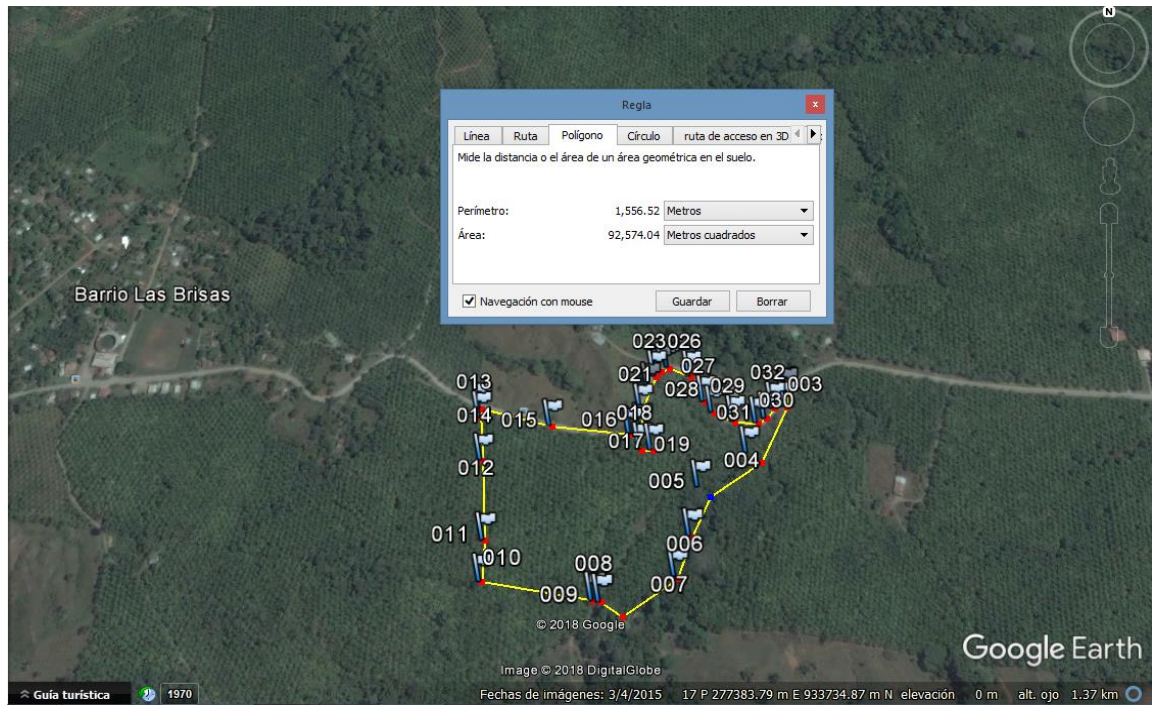 N
Regla
x
Línea Ruta Polígono Círculo ruta de acceso en 3D
Mide la distancia o el área de un área geométrica en el suelo.
Perímetro: 1,556.52 Metros
Área: 92,574.04 Metros cuadrados
Navegación con mouse Guardar Borrar
Barrio Las Brisas
023 026
021 027 032 003
013 028 029 030
014 015 016 018 031
017 019
012 004
005
011
010 006
008
009 007
© 2018 Google
Google Earth
Image © 2018 DigitalGlobe
Guía turística 1970 Fechas de imágenes: 3/4/2015 17 P 277383.79 m E 933734.87 m N elevación 0 m alt. ojo 1.37 km